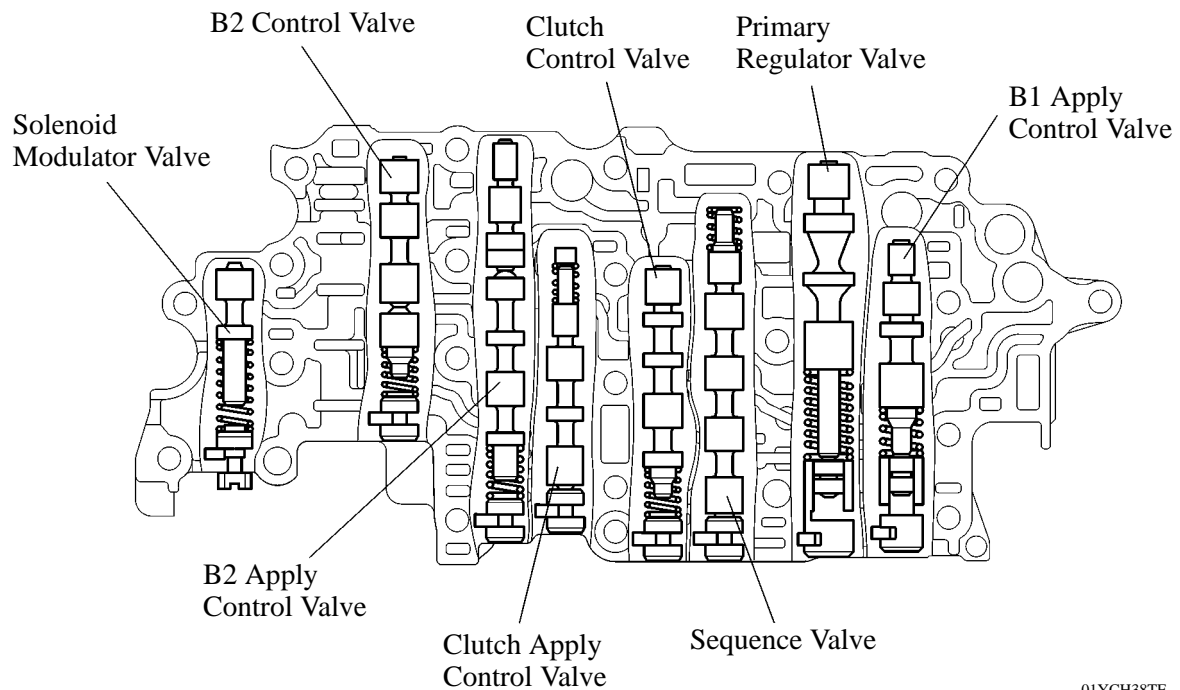 B2 Control Valve
Clutch
Control Valve
Primary
Regulator Valve
B1 Apply
Control Valve
Solenoid
Modulator Valve
B2 Apply
Control Valve
Clutch Apply
Control Valve
Sequence Valve
01YCH38TE